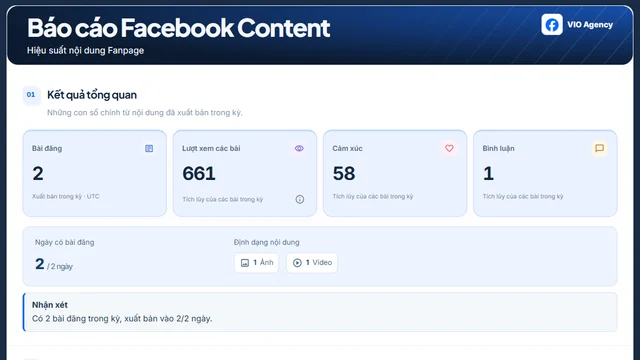 Báo cáo Facebook Content
VIO Agency
Hiệu suất nội dung Fanpage
01
Kết quả tổng quan
Những con số chính từ nội dung đã xuất bản trong kỳ.
Bài đăng
2
Xuất bản trong kỳ · UTC
Lượt xem các bài
661
Tích lũy của các bài trong kỳ
Cảm xúc
58
Tích lũy của các bài trong kỳ
Bình luận
1
Tích lũy của các bài trong kỳ
Ngày có bài đăng
2 / 2 ngày
Định dạng nội dung
1 Ảnh
1 Video
Nhận xét
Có 2 bài đăng trong kỳ, xuất bản vào 2/2 ngày.